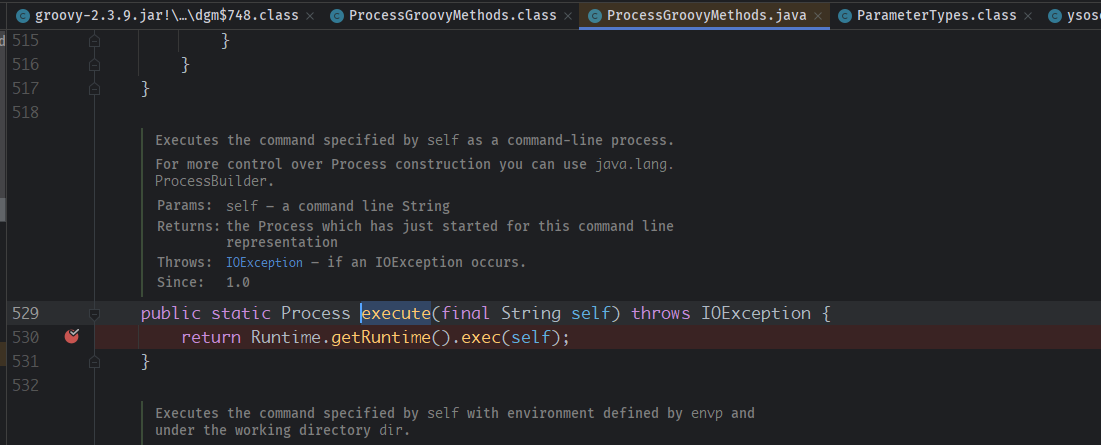 groovy-2.3.9.jar!\...\dgm$748.class × ProcessGroovyMethods.class × ProcessGroovyMethods.java × ParameterTypes.class × ysos
515 }
516 }
517 }
518
Executes the command specified by self as a command-line process.
For more control over Process construction you can use java.lang.
ProcessBuilder.
Params: self – a command line String
Returns: the Process which has just started for this command line
representation
Throws: IOException – if an IOException occurs.
Since: 1.0
529 public static Process execute(final String self) throws IOException {
530 return Runtime.getRuntime().exec(self);
531 }
532
Executes the command specified by self with environment defined by envp and
under the working directory dir.